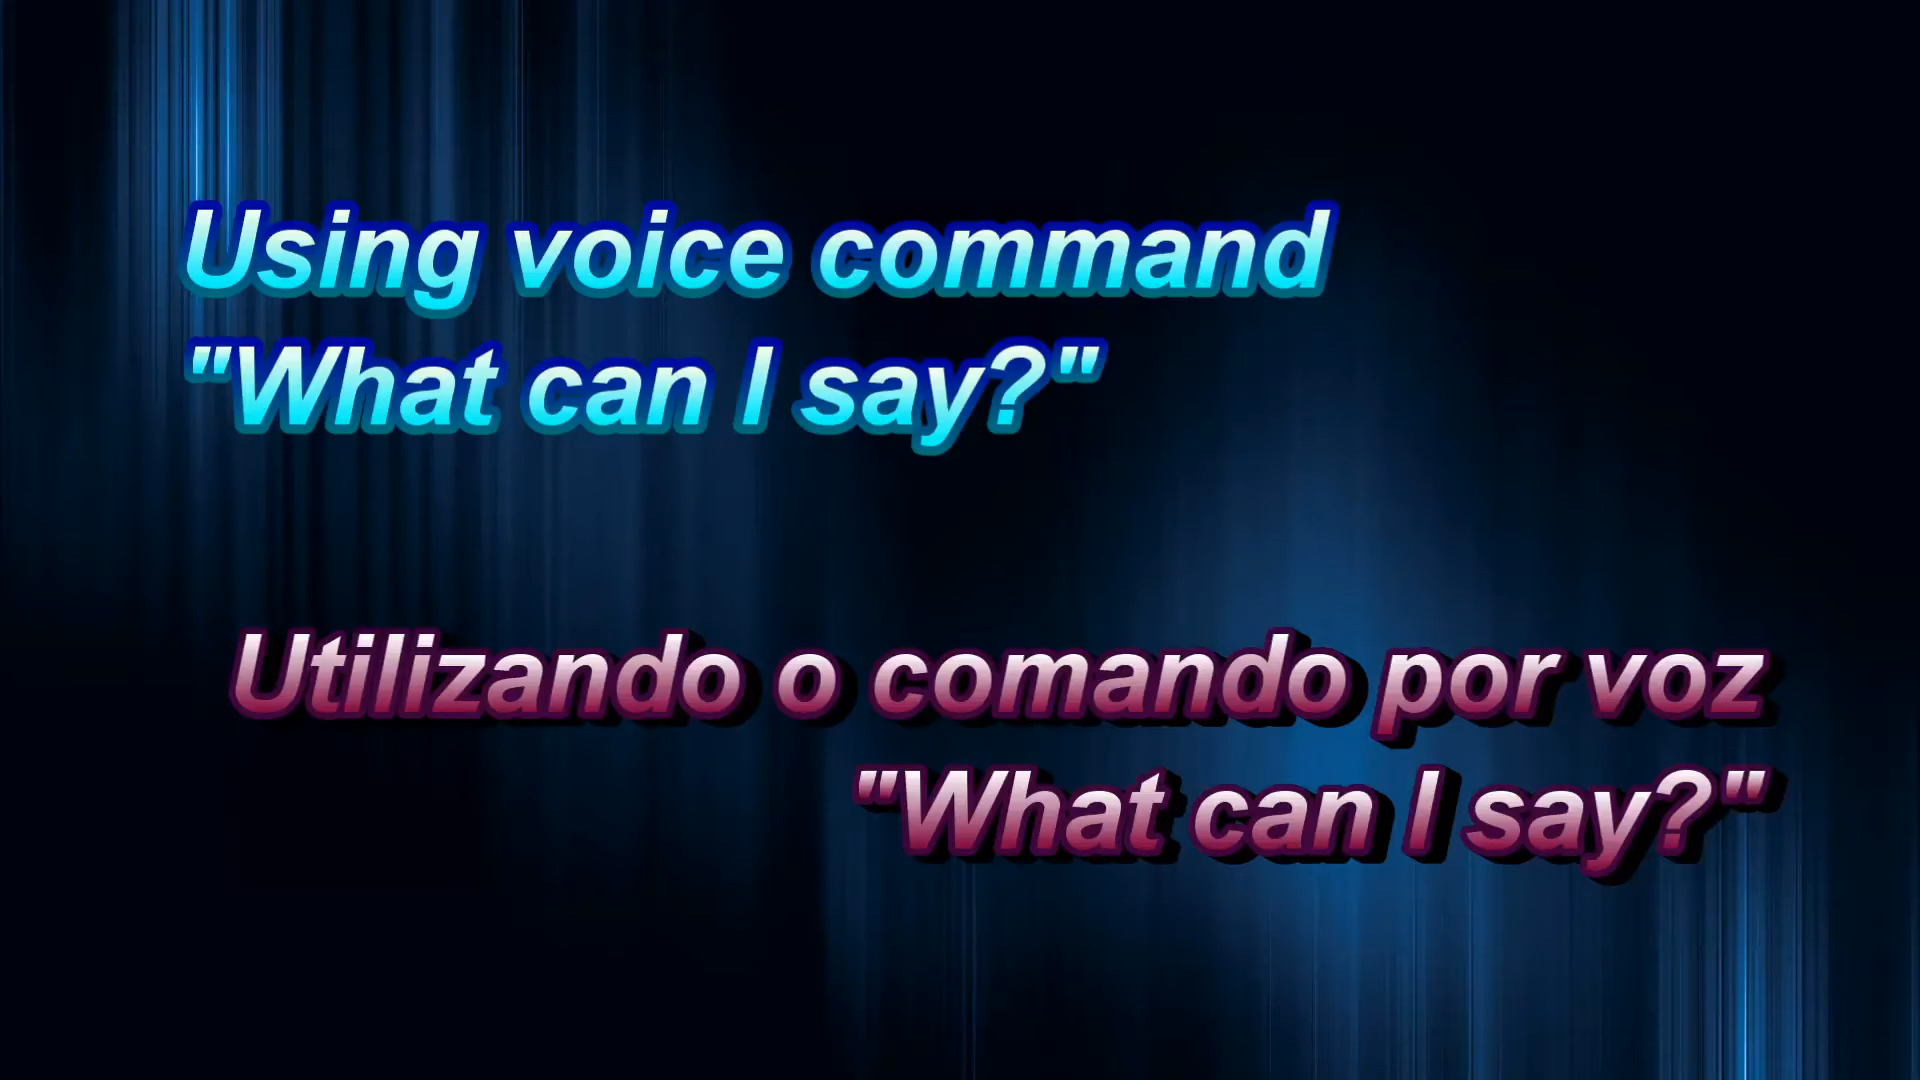 Using voice command
"What can I say?"
Utilizando o comando por voz
"What can I say?"